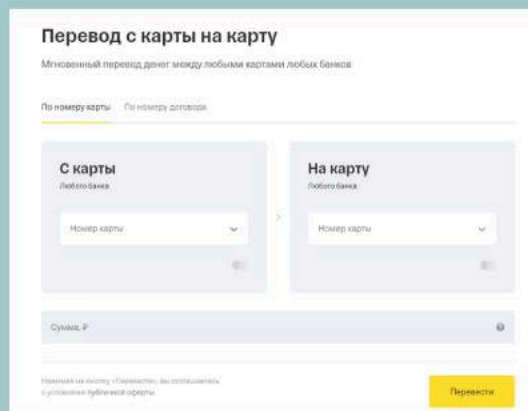 Перевод с карты на карту
Мгновенный перевод денег между любыми картами любых банков
По номеру карты По номеру договора
С карты
Любого банка
Номер карты
На карту
Любого банка
Номер карты
Сумма, ₽
Нажимая на кнопку «Перевести», вы соглашаетесь
с условиями публичной оферты
Перевести